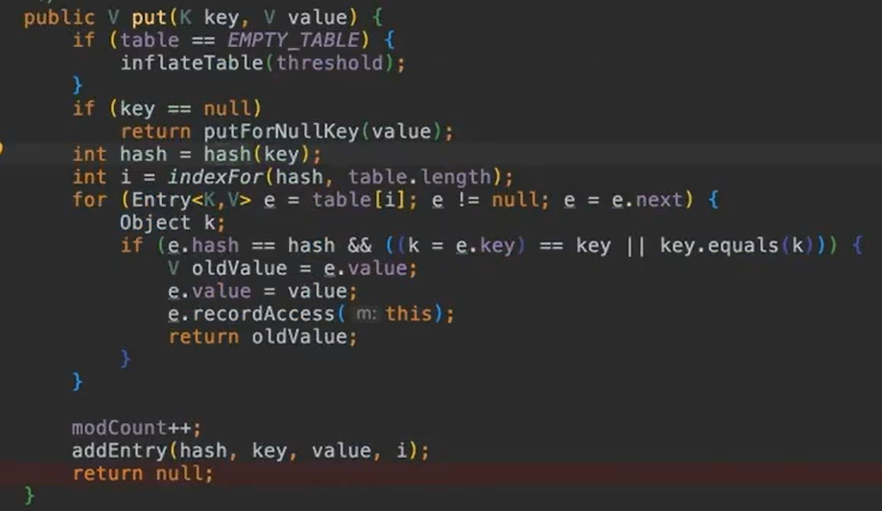 public V put(K key, V value) {
if (table == EMPTY_TABLE) {
inflateTable(threshold);
}
if (key == null)
return putForNullKey(value);
int hash = hash(key);
int i = indexFor(hash, table.length);
for (Entry<K,V> e = table[i]; e != null; e = e.next) {
Object k;
if (e.hash == hash && ((k = e.key) == key || key.equals(k))) {
V oldValue = e.value;
e.value = value;
e.recordAccess( m: this);
return oldValue;
}
}
modCount++;
addEntry(hash, key, value, i);
return null;
}